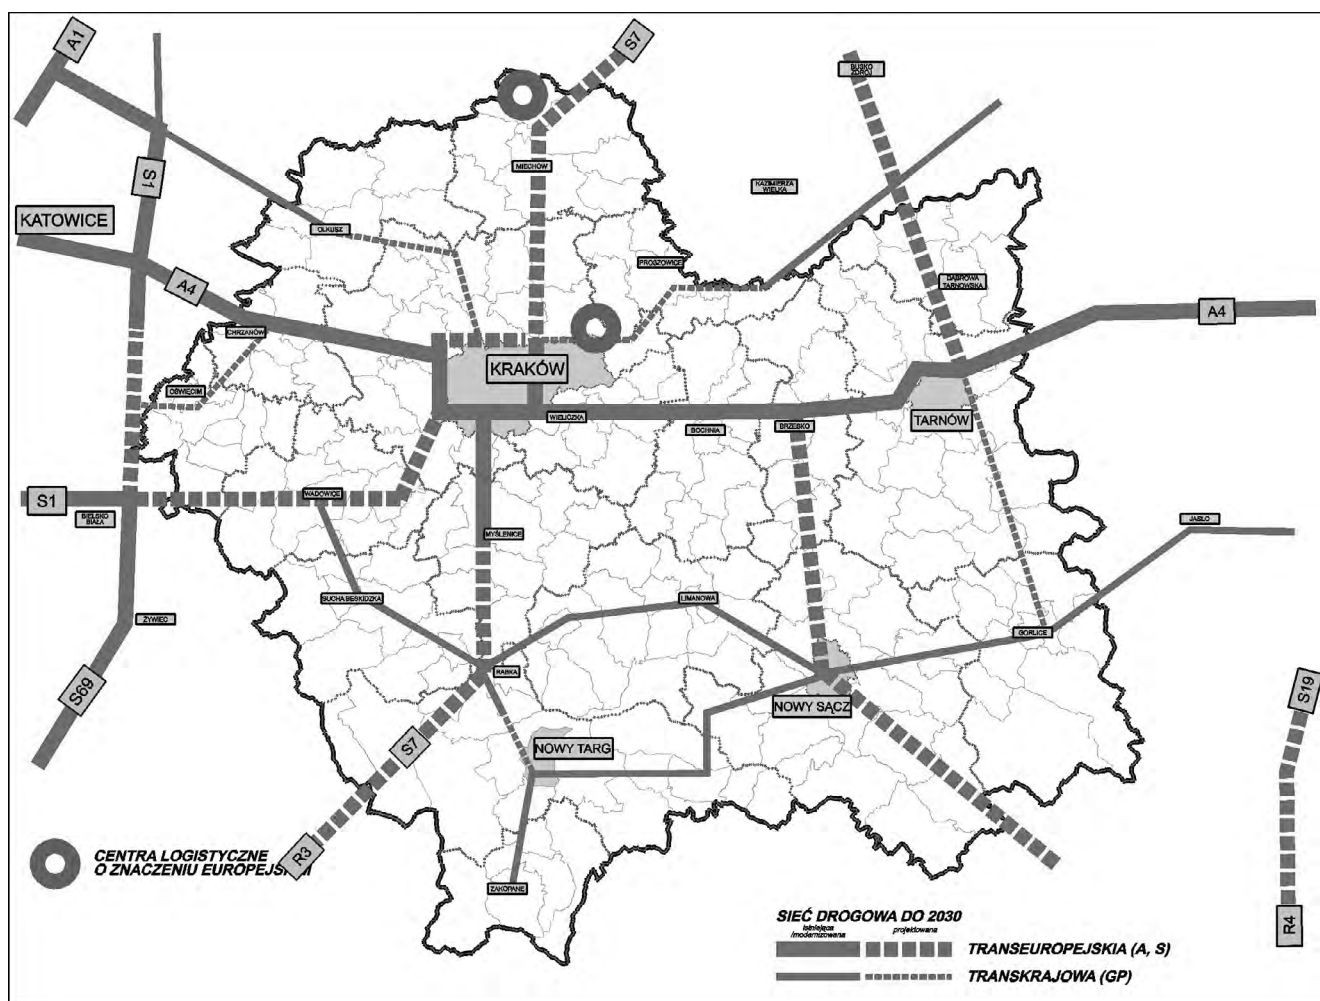 A1
S7
BUSKO
ZDRÓJ
S1
MIECHÓW
KAZIMIERZA
WIELKA
KATOWICE
OLKUSZ
PROSZOWICE
DĄBROWA
TARNOWSKA
A4
A4
CHRZANÓW
KRAKÓW
OŚWIĘCIM
WIELICZKA
BOCHNIA
BRZESKO
TARNÓW
S1
WADOWICE
BIELSKO
BIAŁA
MYŚLENICE
JASŁO
SUCHA BESKIDZKA
LIMANOWA
ŻYWIEC
GORLICE
RABKA
S69
NOWY SĄCZ
S19
S7
NOWY TARG
R3
CENTRA LOGISTYCZNE
O ZNACZENIU EUROPEJSKIM
ZAKOPANE
R4
SIEĆ DROGOWA DO 2030
istniejąca
/modernizowana
projektowana
TRANSEUROPEJSKIA (A, S)
TRANSKRAJOWA (GP)